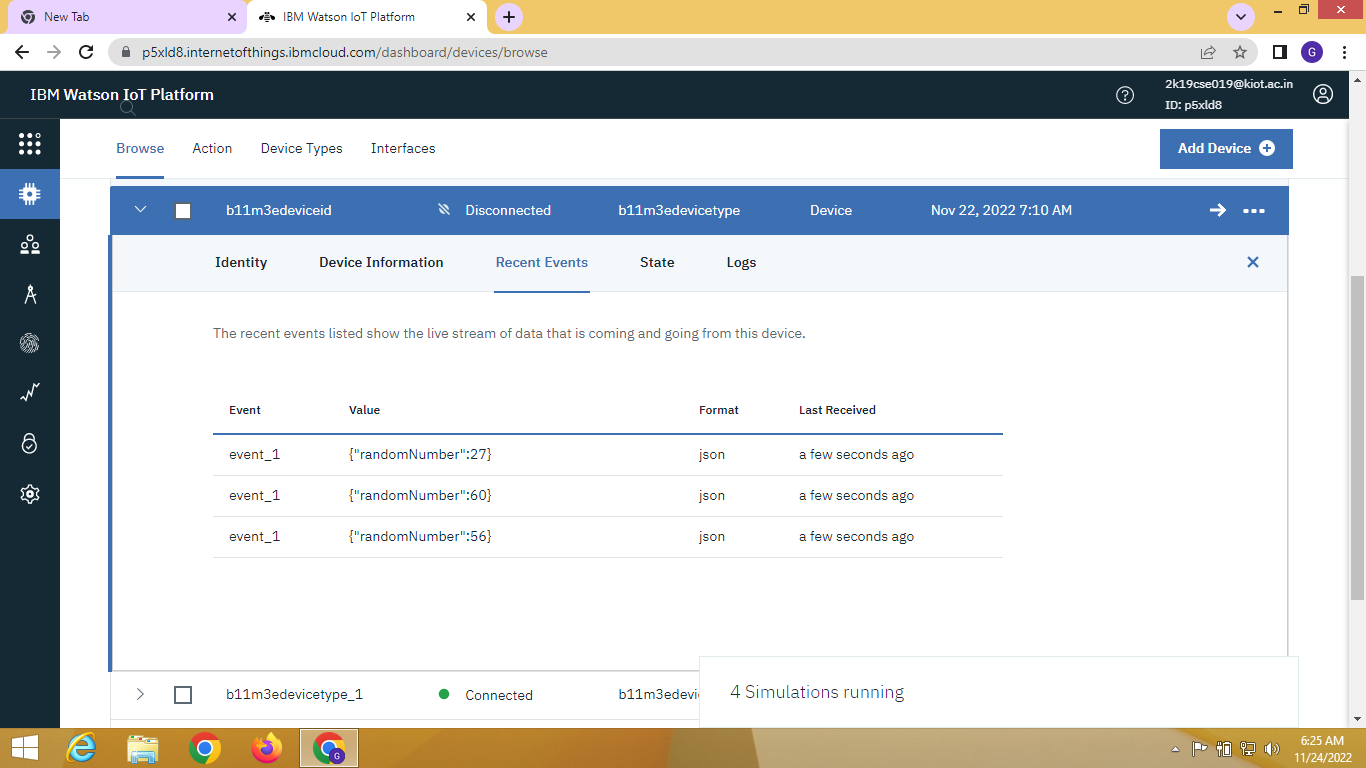 New Tab
IBM Watson IoT Platform
p5xld8.internetofthings.ibmcloud.com/dashboard/devices/browse
G
IBM Watson IoT Platform
2k19cse019@kiot.ac.in
ID: p5xld8
Browse Action Device Types Interfaces
Add Device
b11m3edeviceid Disconnected b11m3edevicetype Device Nov 22, 2022 7:10 AM
Identity Device Information Recent Events State Logs
The recent events listed show the live stream of data that is coming and going from this device.
Event Value Format Last Received
event_1 {"randomNumber":27} json a few seconds ago
event_1 {"randomNumber":60} json a few seconds ago
event_1 {"randomNumber":56} json a few seconds ago
b11m3edevicetype_1 Connected b11m3edevi
4 Simulations running
G
6:25 AM
11/24/2022